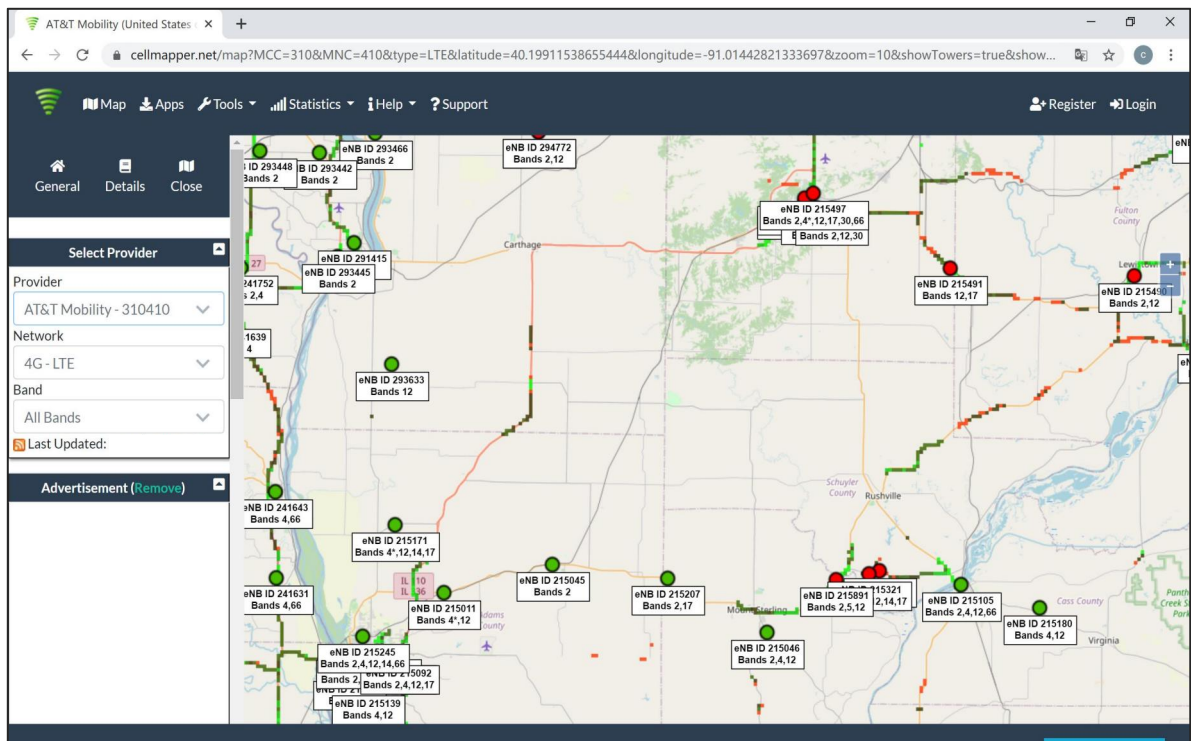 AT&T Mobility (United States
cellmapper.net/map?MCC=310&MNC=410&type=LTE&latitude=40.19911538655444&longitude=-91.01442821333697&zoom=10&showTowers=true&show...
C
Map Apps Tools Statistics Help ? Support Register Login
General Details Close
Select Provider
Provider
AT&T Mobility - 310410
Network
4G - LTE
Band
All Bands
Last Updated:
Advertisement (Remove)
eNB ID 293466
Bands 2
ID 293448
Bands 2
ID 293442
Bands 2
eNB ID 294772
Bands 2,12
eNB ID 215497
Bands 2,4*,12,17,30,66
Bands 2,12,30
Fulton
County
Carthage
27
eNB ID 291415
eNB ID 293445
Bands 2
241752
2,4
eNB ID 215491
Bands 12,17
+
eNB ID 215490
Bands 2,12
1639
4
eNB ID 293633
Bands 12
Schuyler
County
Rushville
eNB ID 241643
Bands 4,66
eNB ID 215171
Bands 4*,12,14,17
eNB ID 241631
Bands 4,66
eNB ID 215011
Bands 4*,12
eNB ID 215045
Bands 2
eNB ID 215207
Bands 2,17
eNB ID 215891
Bands 2,5,12
215321
2,14,17
eNB ID 215105
Bands 2,4,12,66
Cass County
eNB ID 215180
Bands 4,12
Virginia
eNB ID 215046
Bands 2,4,12
eNB ID 215245
Bands 2,4,12,14,66
215092
Bands 2,4,12,17
eNB ID 215139
Bands 4,12